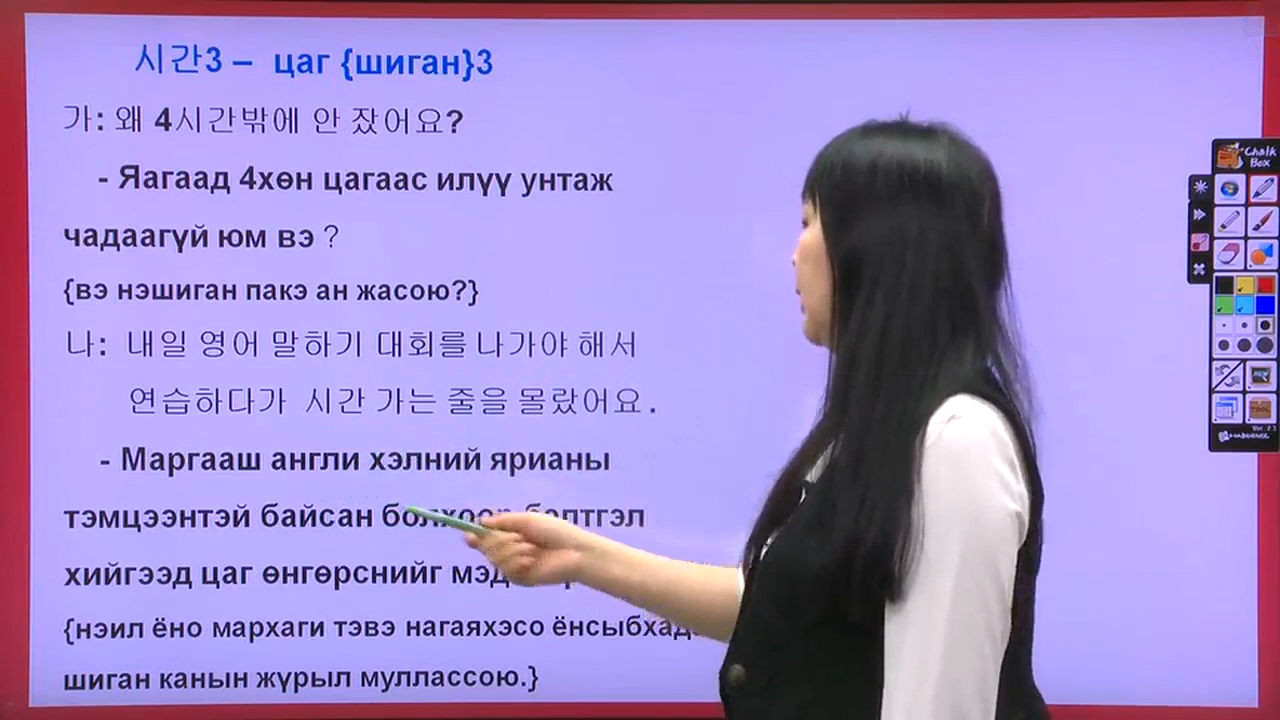 시간3 – цаг {шиган}3
가: 왜 4시간밖에 안 잤어요?
- Яагаад 4хөн цагаас илүү унтаж
чадаагүй юм вэ ?
{вэ нэшиган пакэ ан жасою?}
나: 내일 영어 말하기 대회를 나가야 해서
연습하다가 시간 가는 줄을 몰랐어요.
- Маргааш англи хэлний ярианы
тэмцээнтэй байсан болхоор бэлтгэл
хийгээд цаг өнгөрснийг
{нэил ёно мархаги тэвэ нагаяхэсо
шиган канын жүрыл муллассою.}
Chalk
Box
TOOL